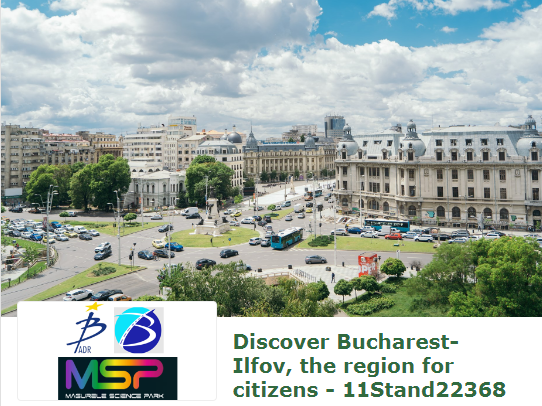 ADR
MSP
MAGURELE SCIENCE PARK
Discover Bucharest-
Ilfov, the region for
citizens - 11Stand22368